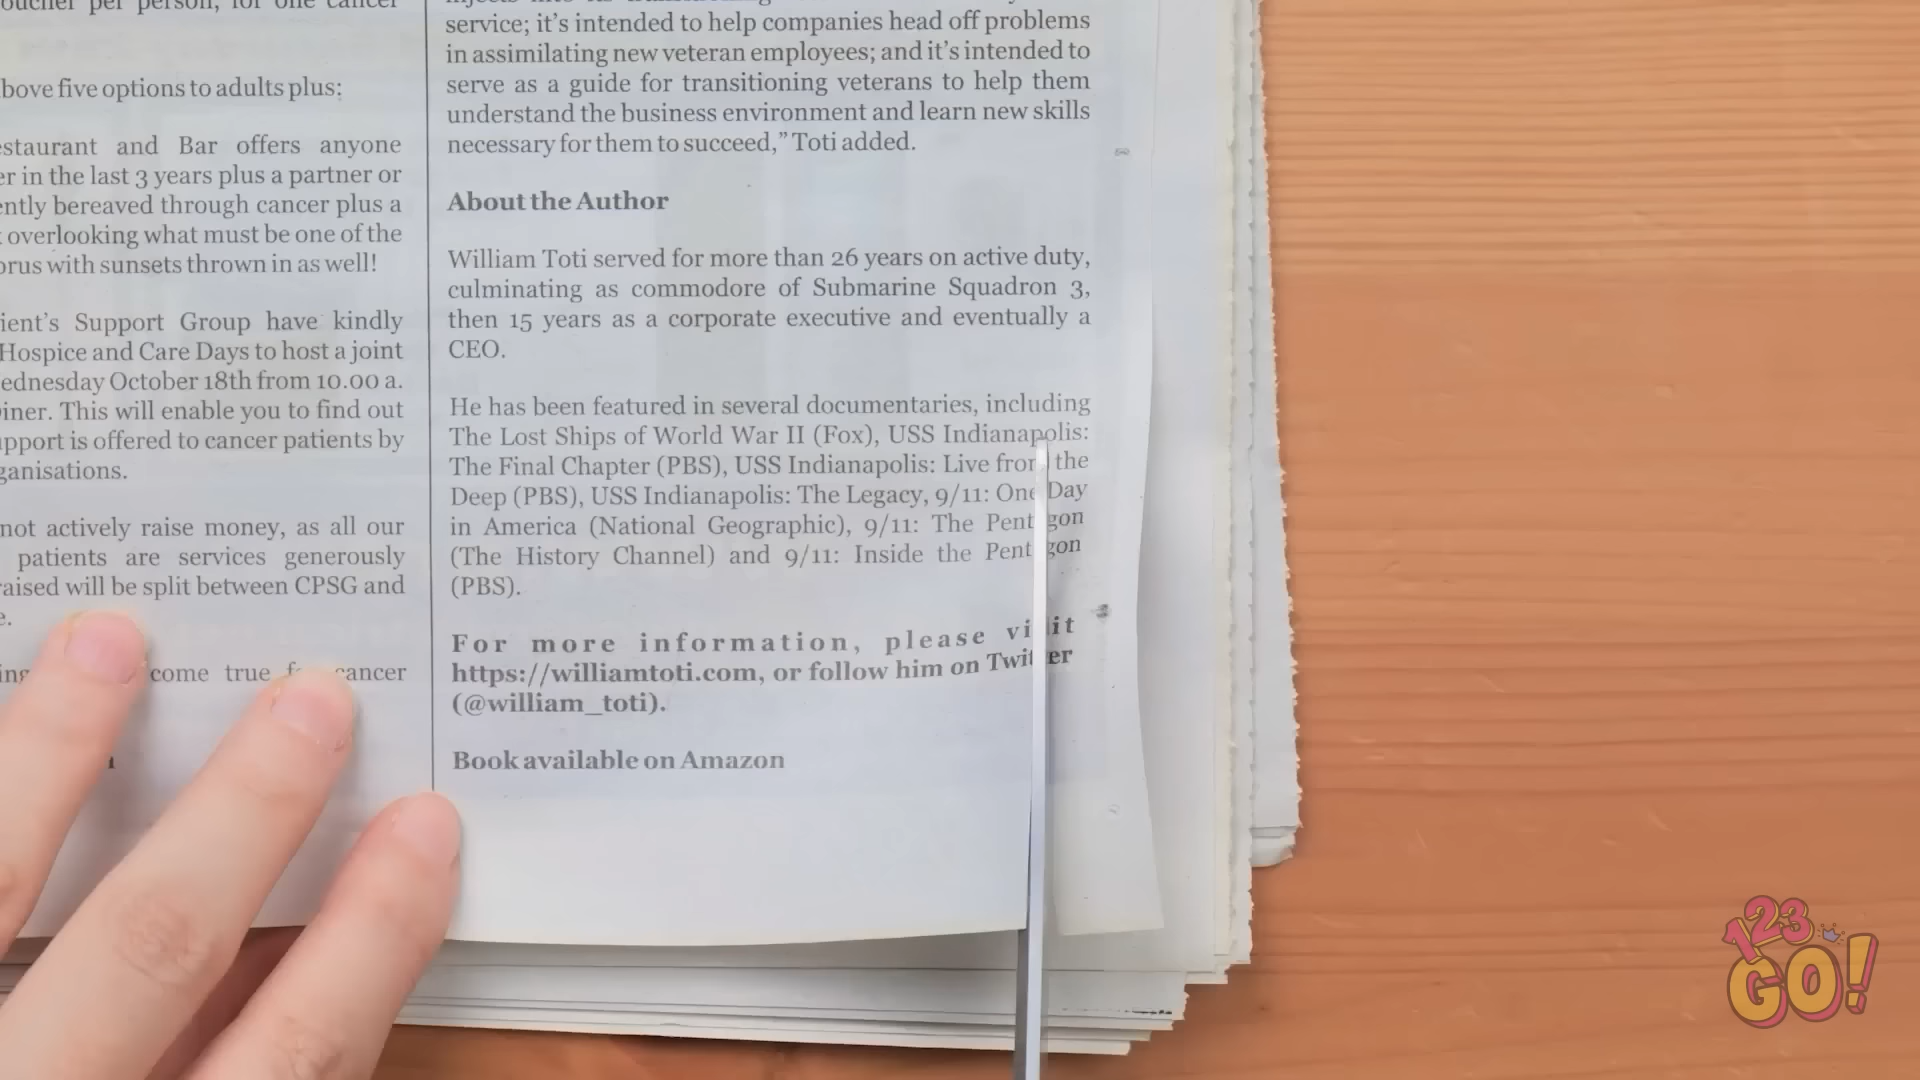 bove five options to adults plus:
estaurant and Bar offers anyone
er in the last 3 years plus a partner or
ently bereaved through cancer plus a
overlooking what must be one of the
orus with sunsets thrown in as well!
ient's Support Group have kindly
Hospice and Care Days to host a joint
ednesday October 18th from 10.00 a.
iner. This will enable you to find out
pport is offered to cancer patients by
ganisations.
not actively raise money, as all our
patients are services generously
raised will be split between CPSG and
e.
come true cancer
service; it's intended to help companies head off problems
in assimilating new veteran employees; and it's intended to
serve as a guide for transitioning veterans to help them
understand the business environment and learn new skills
necessary for them to succeed," Toti added.
About the Author
William Toti served for more than 26 years on active duty,
culminating as commodore of Submarine Squadron 3,
then 15 years as a corporate executive and eventually a
CEO.
He has been featured in several documentaries, including
The Lost Ships of World War II (Fox), USS Indianapolis:
The Final Chapter (PBS), USS Indianapolis: Live from the
Deep (PBS), USS Indianapolis: The Legacy, 9/11: One Day
in America (National Geographic), 9/11: The Pentagon
(The History Channel) and 9/11: Inside the Pentagon
(PBS).
For more information, please visit
https://williamtoti.com, or follow him on Twitter
(@william_toti).
Book available on Amazon
123
GO!